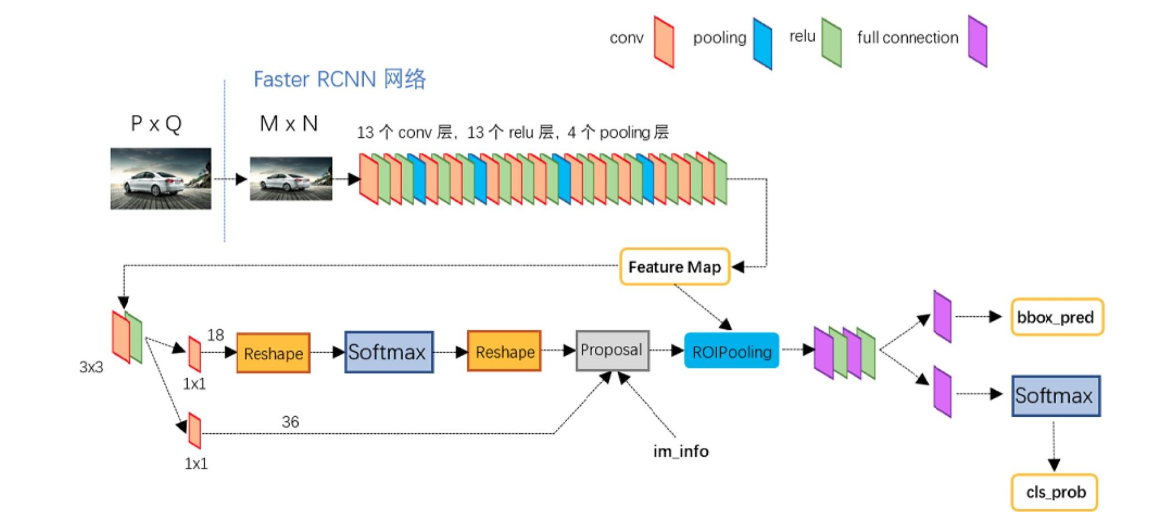 conv
pooling
relu
full connection
Faster RCNN 网络
P x Q
M x N
13 个 conv 层, 13 个 relu 层, 4 个 pooling 层
Feature Map
3x3
18
1x1
Reshape
Softmax
Reshape
Proposal
ROIPooling
bbox_pred
36
1x1
im_info
Softmax
cls_prob